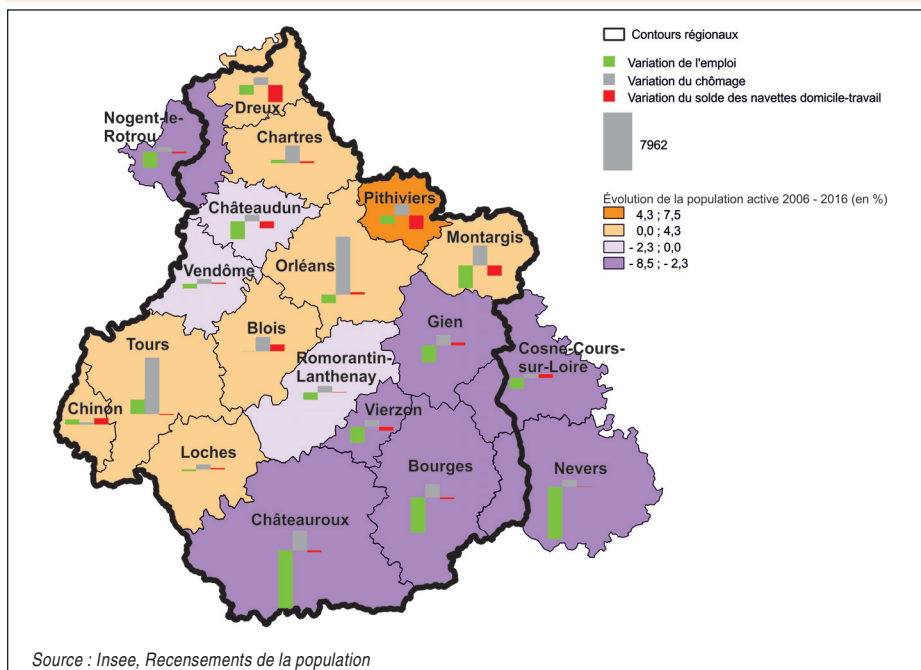 Contours régionaux
Variation de l'emploi
Variation du chômage
Variation du solde des navettes domicile-travail
7962
Évolution de la population active 2006 - 2016 (en %)
4,3 ; 7,5
0,0 ; 4,3
- 2,3 ; 0,0
- 8,5 ; - 2,3
Dreux
Nogent-le-
Rotrou
Chartres
Châteaudun
Pithiviers
Vendôme
Orléans
Montargis
Tours
Blois
Gien
Romorantin-
Lanthenay
Cosne-Cours-
sur-Loire
Chinon
Vierzon
Loches
Bourges
Nevers
Châteauroux
Source : Insee, Recensements de la population